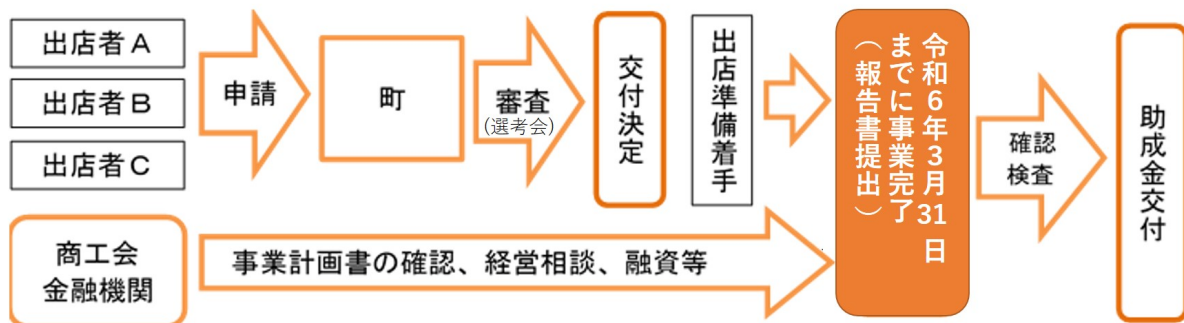 出店者A
出店者B
出店者C
申請
町
審査
(選考会)
交付決定
出店準備着手
令和6年3月31日
までに事業完了
(報告書提出)
確認
検査
助成金交付
商工会
金融機関
事業計画書の確認、経営相談、融資等